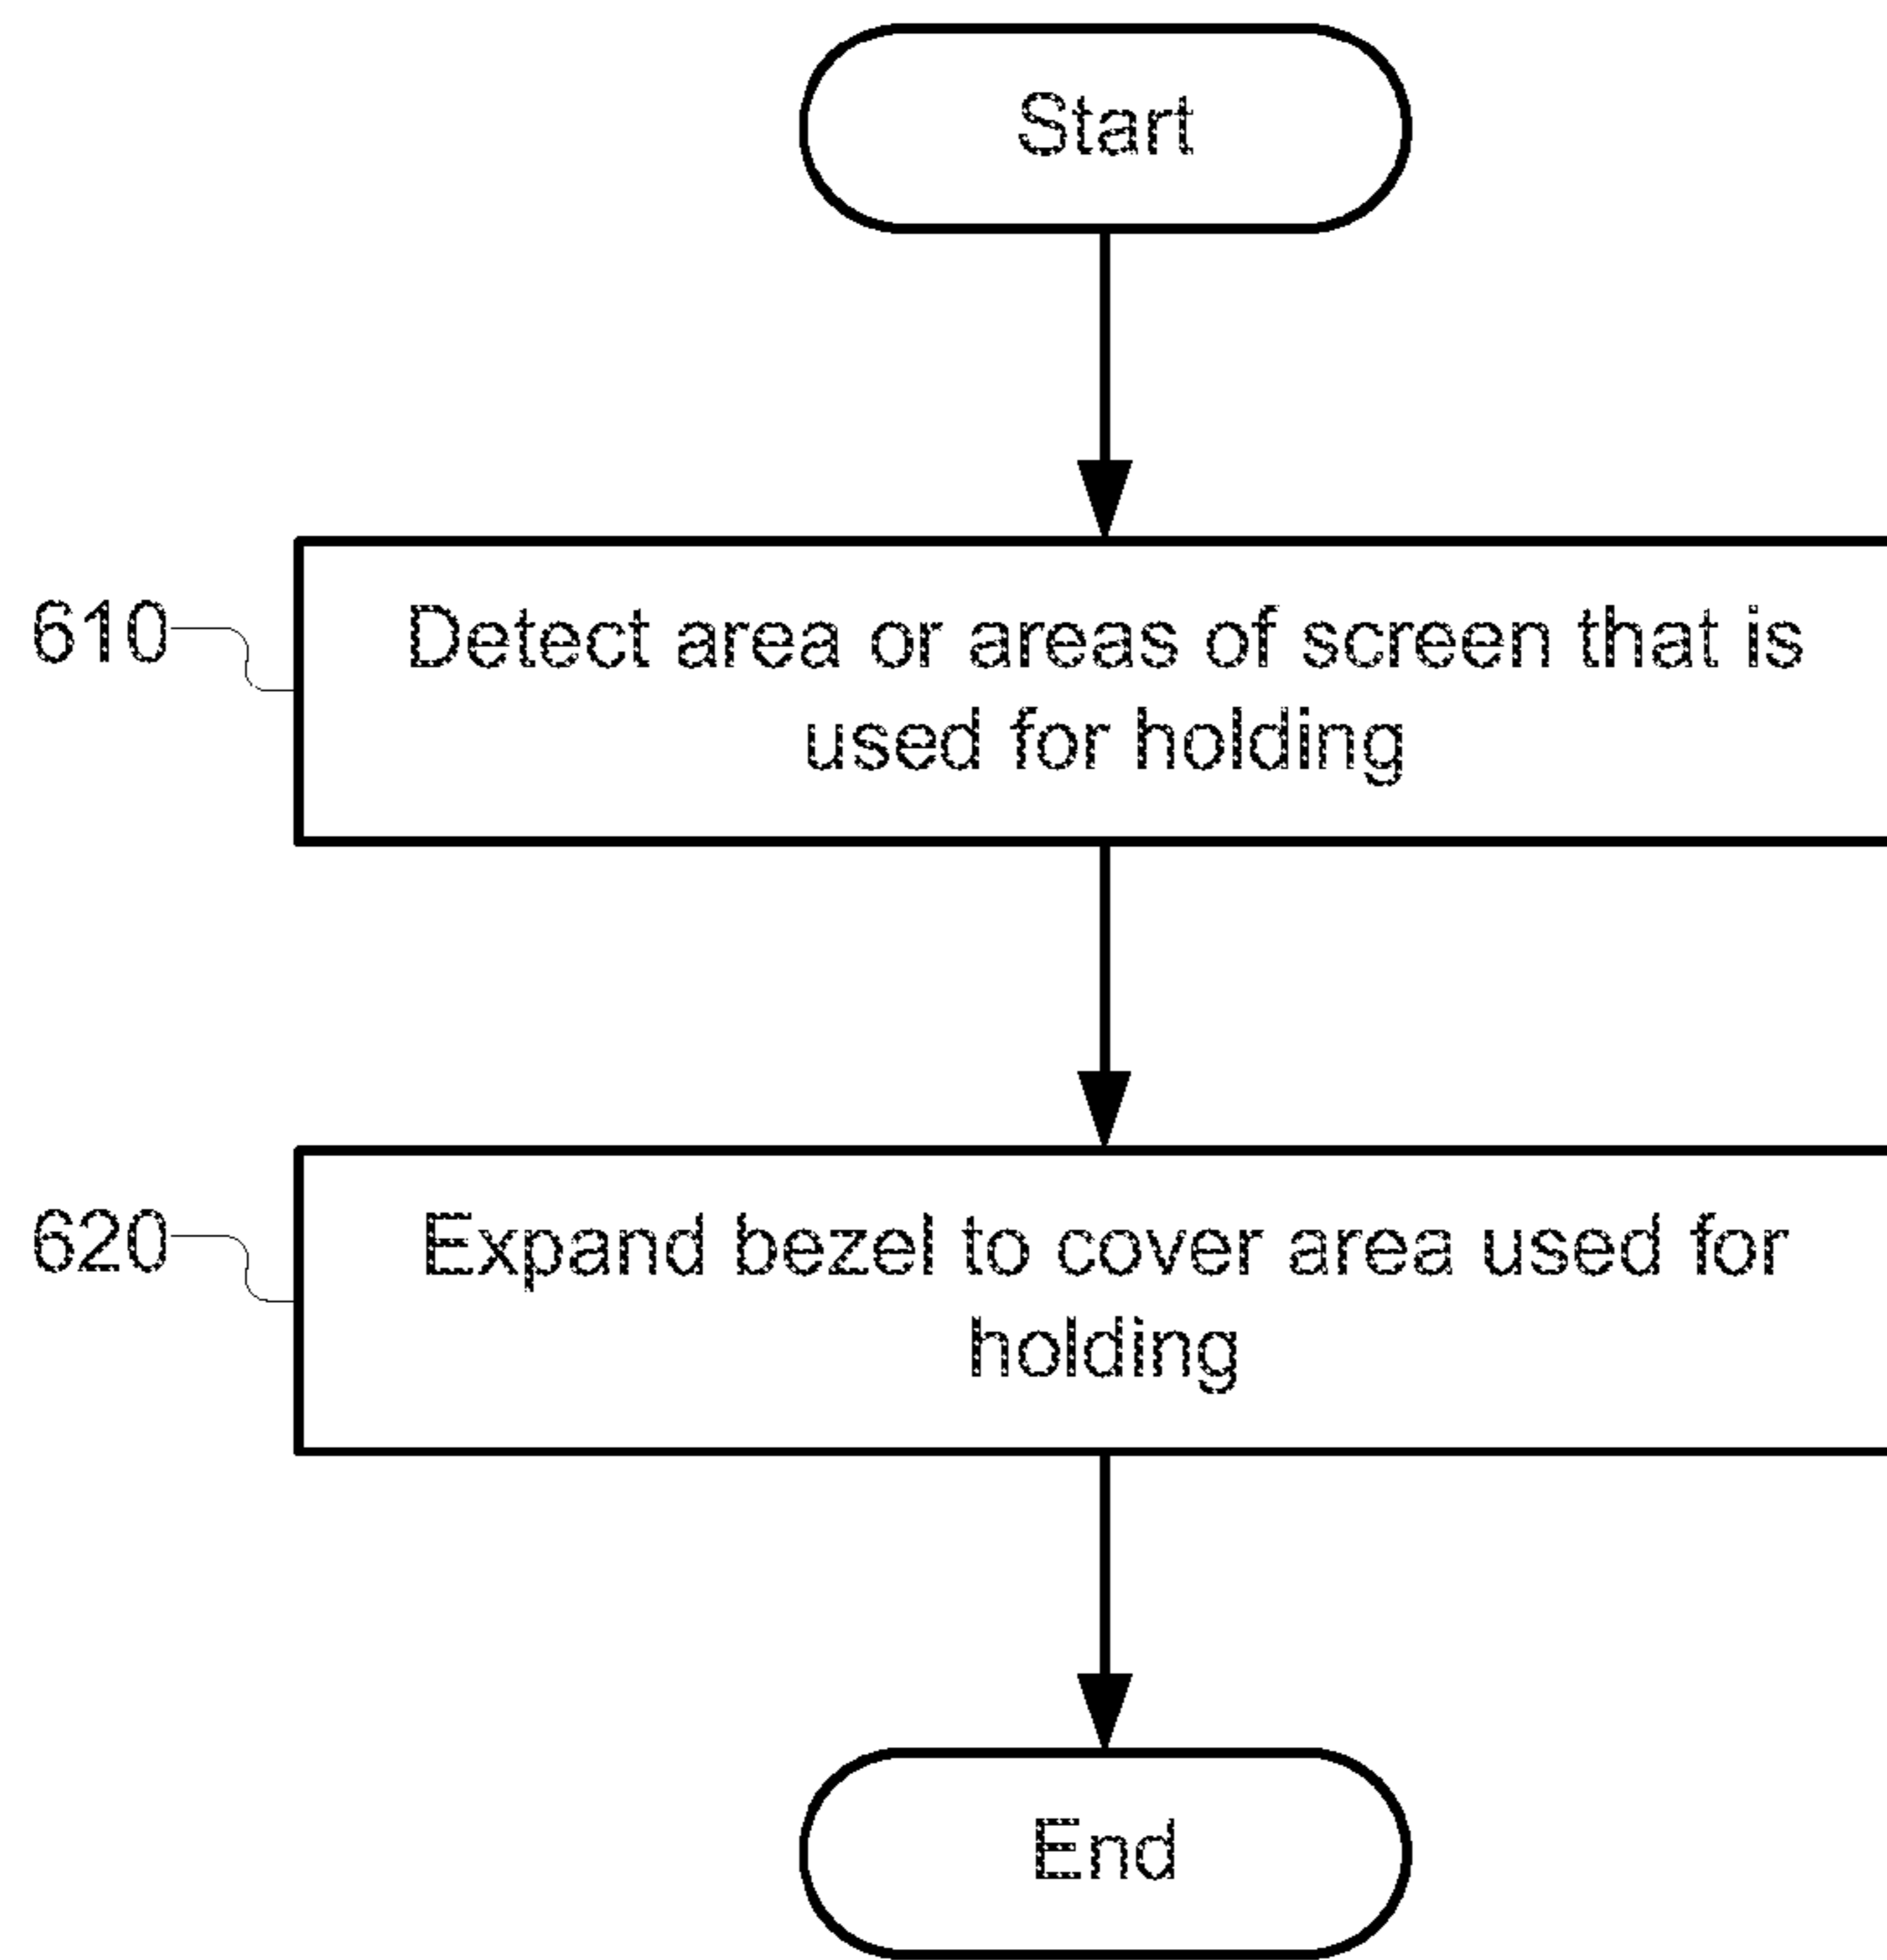 Start
610
Detect area or areas of screen that is
used for holding
620
Expand bezel to cover area used for
holding
End